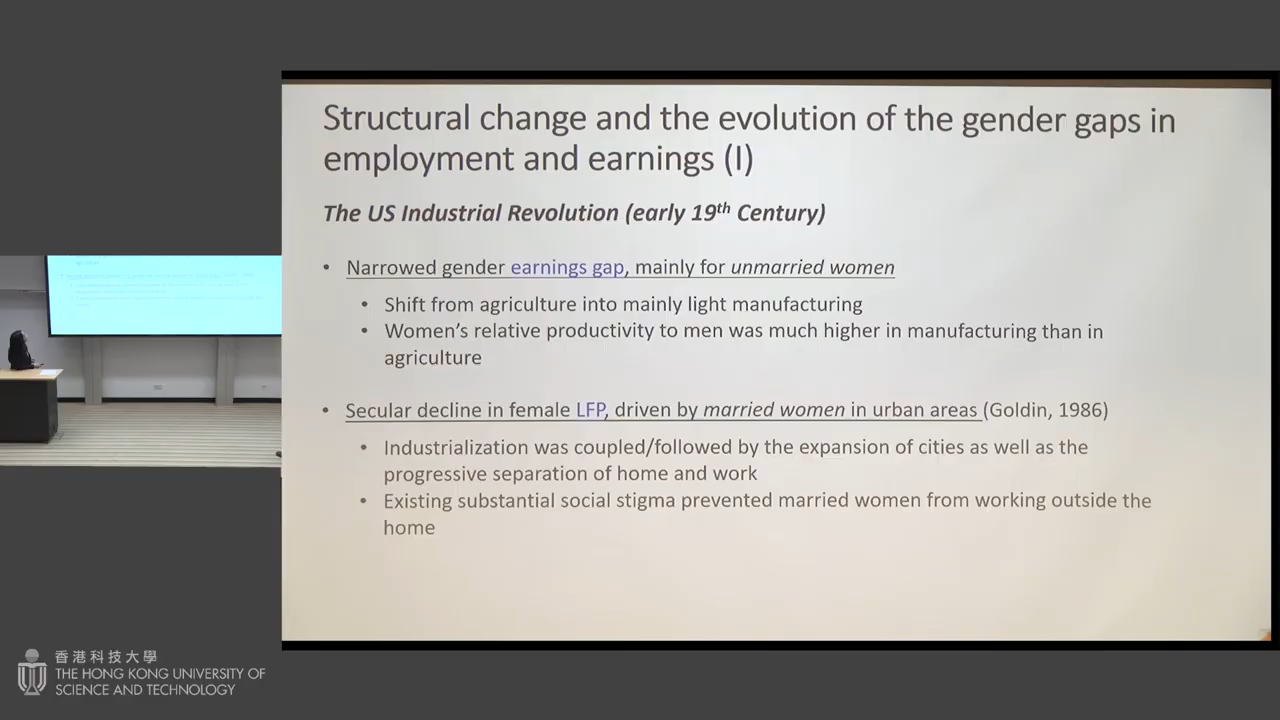 Structural change and the evolution of the gender gaps in
employment and earnings (I)
The US Industrial Revolution (early 19th Century)
• Narrowed gender earnings gap, mainly for unmarried women
• Shift from agriculture into mainly light manufacturing
• Women's relative productivity to men was much higher in manufacturing than in
agriculture
• Secular decline in female LFP, driven by married women in urban areas (Goldin, 1986)
• Industrialization was coupled/followed by the expansion of cities as well as the
progressive separation of home and work
• Existing substantial social stigma prevented married women from working outside the
home
香港科技大學
THE HONG KONG UNIVERSITY OF
SCIENCE AND TECHNOLOGY